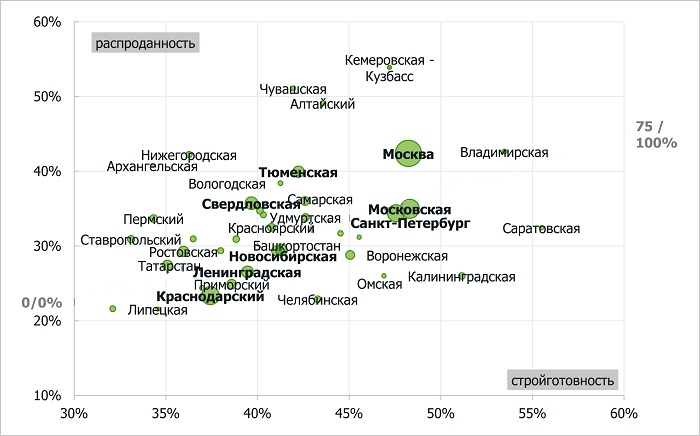 60%
распроданность
Кемеровская -
Кузбасс
50%
Чувашская
Алтайский
75 /
100%
Москва
Владимирская
Нижегородская
Архангельская
40%
Тюменская
Вологодская
Самарская
Свердловская
Московская
Пермский
Удмуртская
Санкт-Петербург
Красноярский
Саратовская
30%
Ставропольский
Башкортостан
Ростовская
Новосибирская
Воронежская
Татарстан
Ленинградская
Калининградская
Приморский
Омская
Краснодарский
Челябинская
0/0%
Липецкая
20%
стройготовность
10%
30%
35%
40%
45%
50%
55%
60%